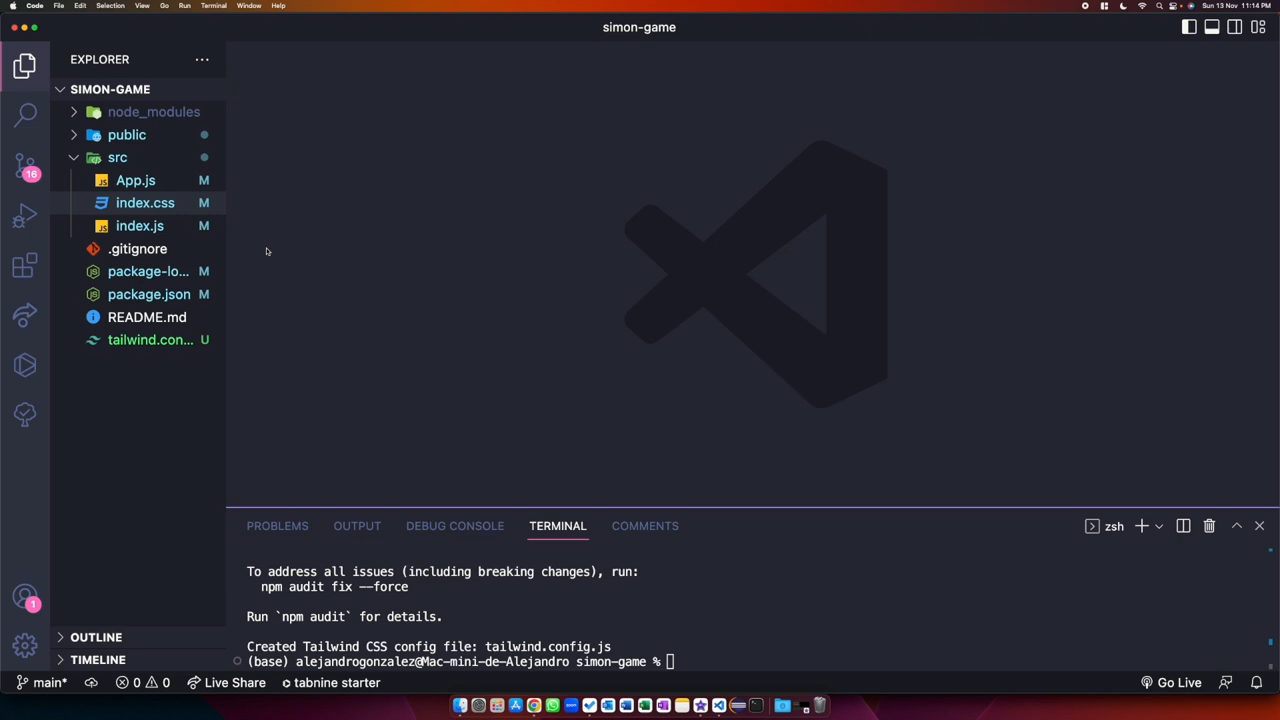 Code File Edit Selection View Go Run Terminal Window Help
Sun 13 Nov 11:14 PM
simon-game
EXPLORER
SIMON-GAME
node_modules
public
src
JS App.js M
index.css M
JS index.js M
.gitignore
package-lo... M
package.json M
README.md
tailwind.con... U
16
PROBLEMS OUTPUT DEBUG CONSOLE TERMINAL COMMENTS
zsh
To address all issues (including breaking changes), run:
npm audit fix --force
Run `npm audit` for details.
Created Tailwind CSS config file: tailwind.config.js
(base) alejandrogonzalez@Mac-mini-de-Alejandro simon-game %
1
OUTLINE
TIMELINE
main* 0 0 Live Share tabnine starter Go Live